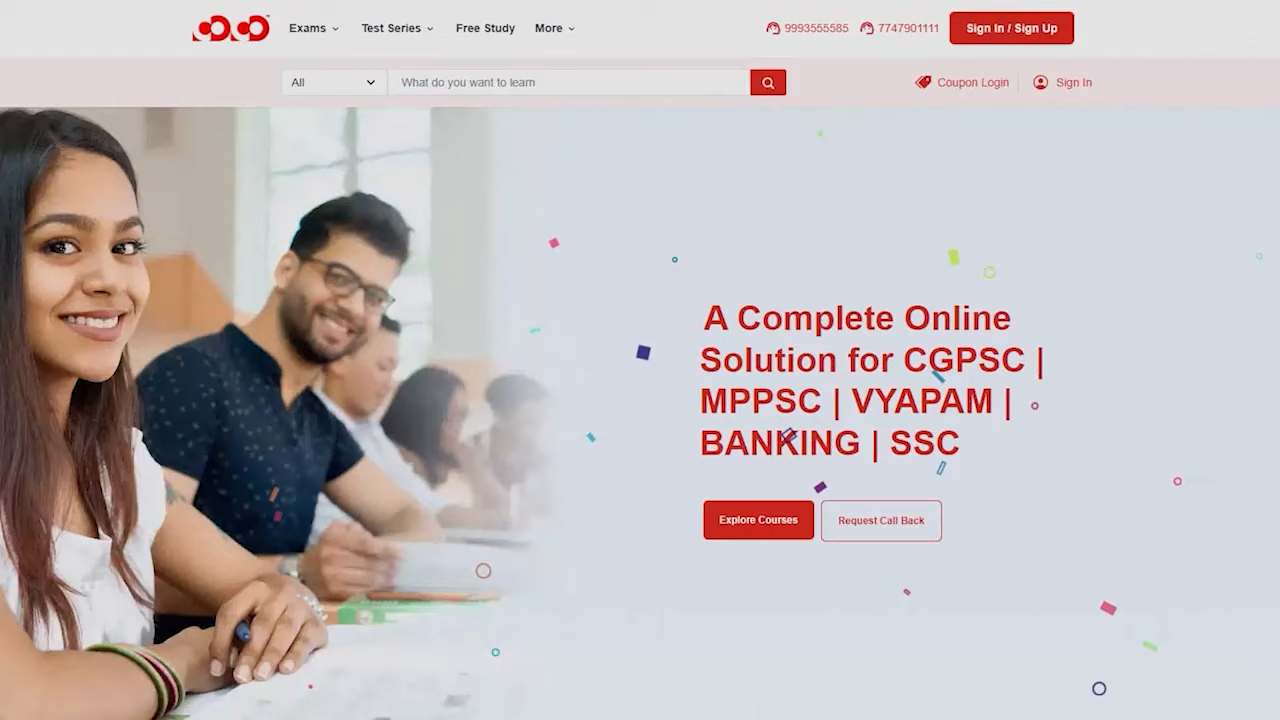 Exams
Test Series
Free Study
More
9993555585
7747901111
Sign In / Sign Up
All
What do you want to learn
Coupon Login
Sign In
A Complete Online
Solution for CGPSC |
MPPSC | VYAPAM |
BANKING | SSC
Explore Courses
Request Call Back